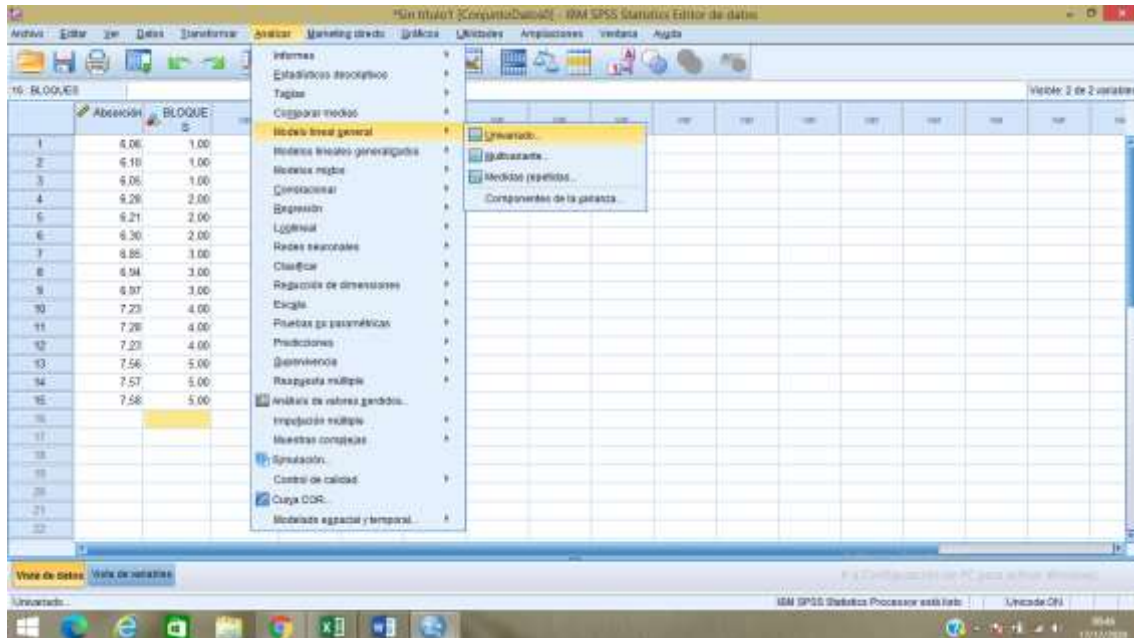 *Sin título1 [ConjuntoDatos0] - IBM SPSS Statistics Editor de datos
Archivo Editar Ver Datos Transformar Analizar Marketing directo Gráficos Utilidades Ampliaciones Ventana Ayuda
16 : BLOQUES
Visible: 2 de 2 variables
Absorción BLOQUE
S
1 6,06 1,00
2 6,10 1,00
3 6,05 1,00
4 6,28 2,00
5 6,21 2,00
6 6,30 2,00
7 6,85 3,00
8 6,94 3,00
9 6,97 3,00
10 7,23 4,00
11 7,28 4,00
12 7,23 4,00
13 7,56 5,00
14 7,57 5,00
15 7,58 5,00
16
17
18
19
20
21
22
Informes
Estadísticos descriptivos
Tablas
Comparar medias
Modelo lineal general
Modelos lineales generalizados
Modelos mixtos
Correlacionar
Regresión
Loglineal
Redes neuronales
Clasificar
Reducción de dimensiones
Escala
Pruebas no paramétricas
Predicciones
Supervivencia
Respuesta múltiple
Análisis de valores perdidos...
Imputación múltiple
Muestras complejas
Simulación...
Control de calidad
Curva COR...
Modelado espacial y temporal...
Univariado...
Multivariante...
Medidas repetidas...
Componentes de la varianza...
Vista de datos Vista de variables
Univariado...
IBM SPSS Statistics Processor está listo
Unicode:ON